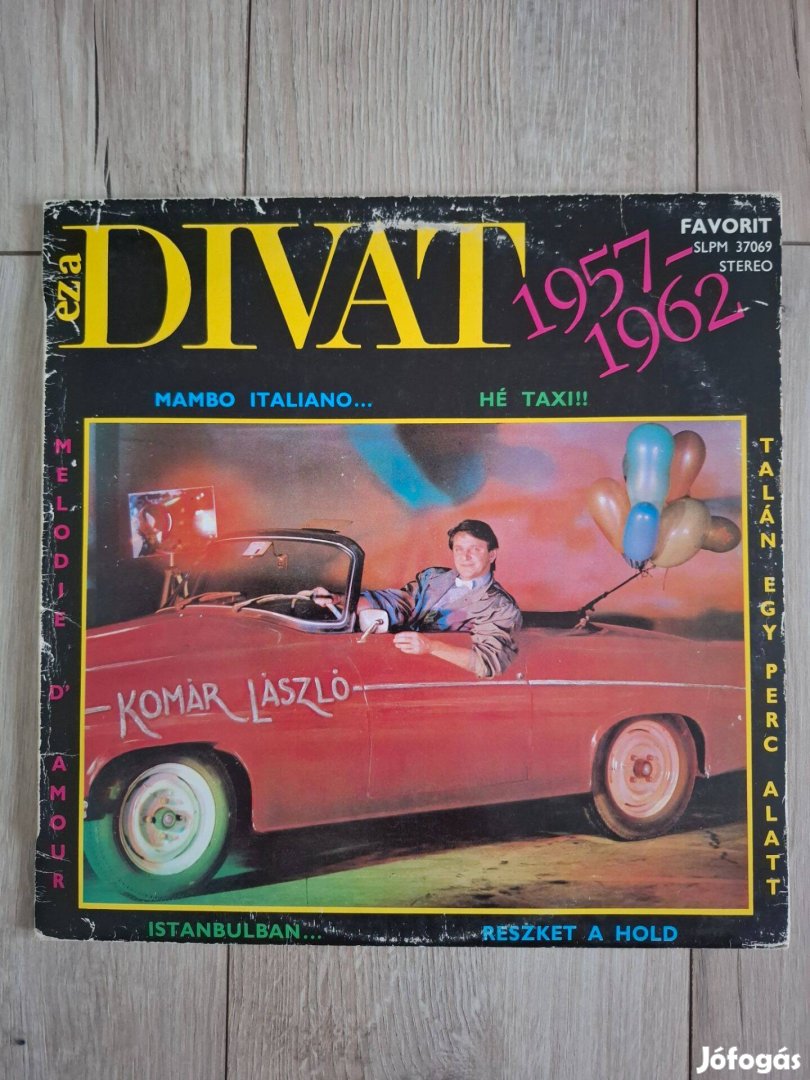 ez a DIVAT
1957-
1962
FAVORIT
SLPM 37069
STEREO
MAMBO ITALIANO...
HÉ TAXI!!
MELODIE D' AMOUR
TALÁN EGY PERC ALATT
KOMÁR LÁSZLÓ
ISTANBULBAN...
RESZKET A HOLD
Jófogás